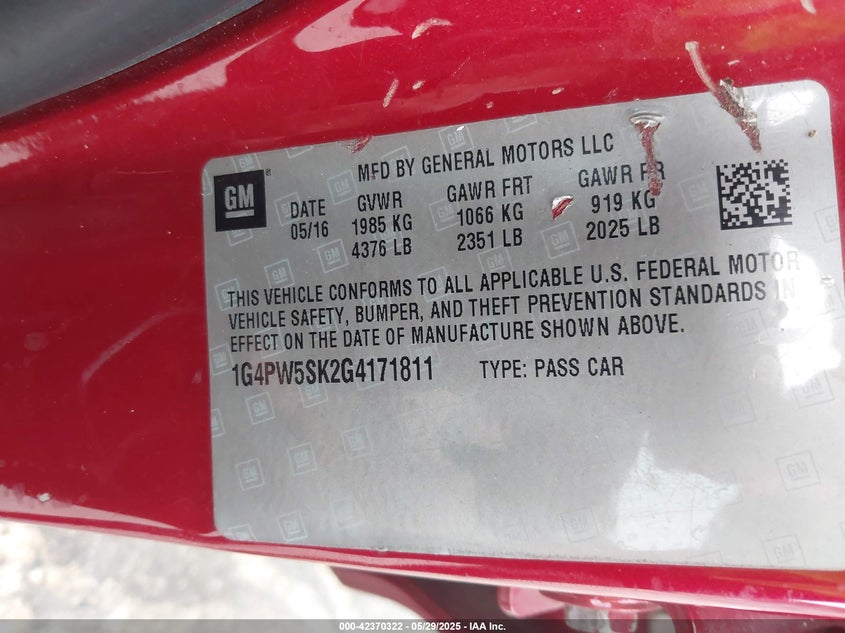 MFD BY GENERAL MOTORS LLC
GM ®
DATE GVWR GAWR FRT GAWR RR
05/16 1985 KG 1066 KG 919 KG
4376 LB 2351 LB 2025 LB
THIS VEHICLE CONFORMS TO ALL APPLICABLE U.S. FEDERAL MOTOR
VEHICLE SAFETY, BUMPER, AND THEFT PREVENTION STANDARDS IN
EFFECT ON THE DATE OF MANUFACTURE SHOWN ABOVE.
1G4PW5SK2G4171811 TYPE: PASS CAR
000-42370322 - 05/29/2025 - IAA Inc.